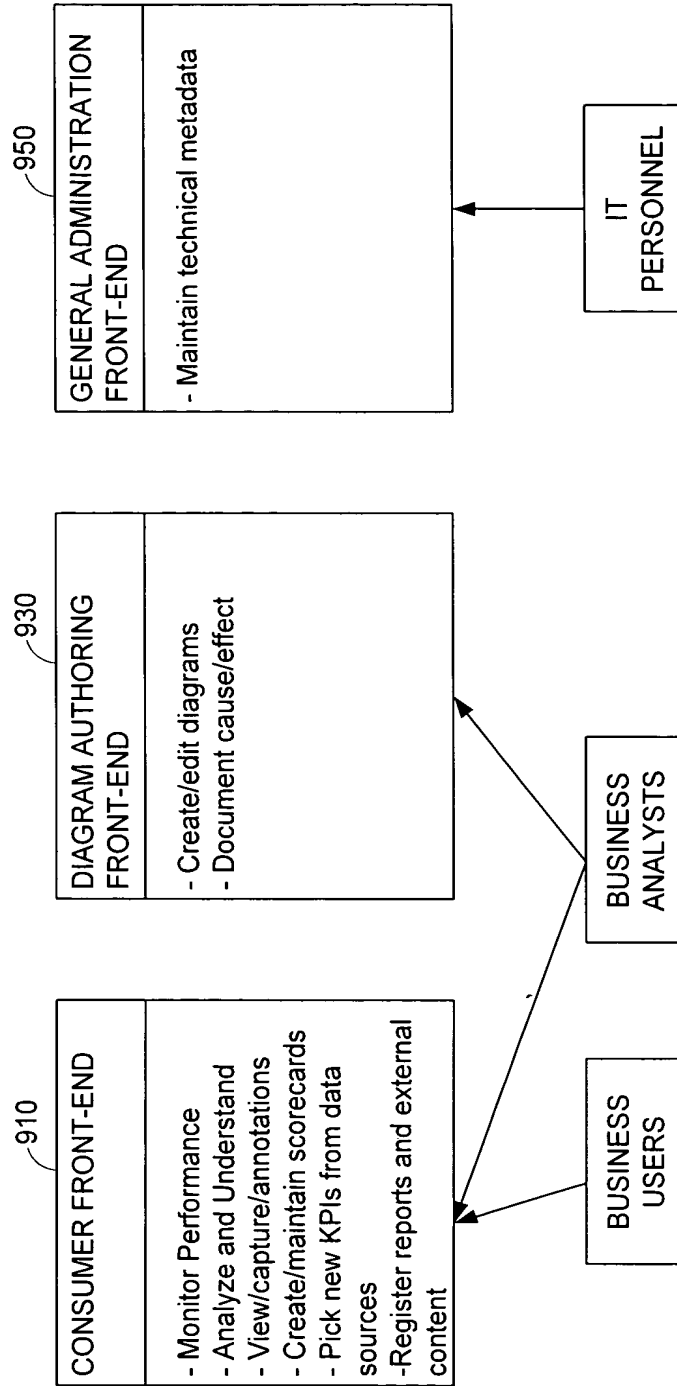 910
CONSUMER FRONT-END
- Monitor Performance
- Analyze and Understand
- View/capture/annotations
- Create/maintain scorecards
- Pick new KPIs from data
sources
-Register reports and external
content
930
DIAGRAM AUTHORING
FRONT-END
- Create/edit diagrams
- Document cause/effect
950
GENERAL ADMINISTRATION
FRONT-END
- Maintain technical metadata
BUSINESS
USERS
BUSINESS
ANALYSTS
IT
PERSONNEL